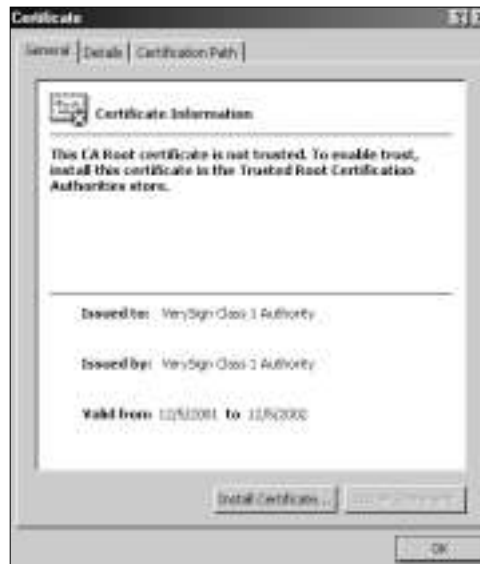 Certificate
General Details Certification Path
Certificate Information
This CA Root certificate is not trusted. To enable trust,
install this certificate in the Trusted Root Certification
Authorities store.
Issued to: VerySign Class 1 Authority
Issued by: VerySign Class 1 Authority
Valid from 12/5/2001 to 12/5/2002
Install Certificate...
OK